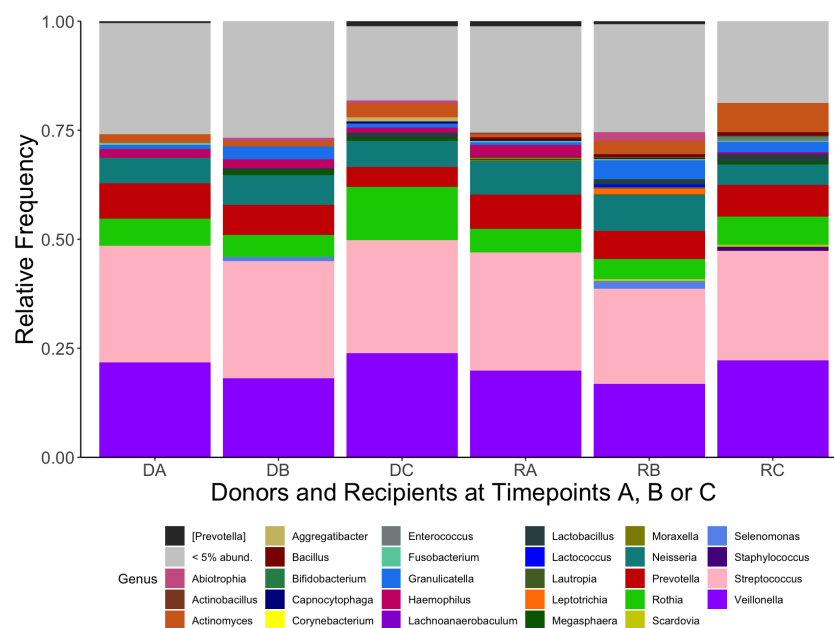 1.00
0.75
0.50
0.25
0.00
Relative Frequency
DA DB DC RA RB RC
Donors and Recipients at Timepoints A, B or C
Genus
[Prevotella] Aggregatibacter Enterococcus Lactobacillus Moraxella Selenomonas
< 5% abund. Bacillus Fusobacterium Lactococcus Neisseria Staphylococcus
Abiotrophia Bifidobacterium Granulicatella Lautropia Prevotella Streptococcus
Actinobacillus Capnocytophaga Haemophilus Leptotrichia Rothia Veillonella
Actinomyces Corynebacterium Lachnoanaerobaculum Megasphaera Scardovia